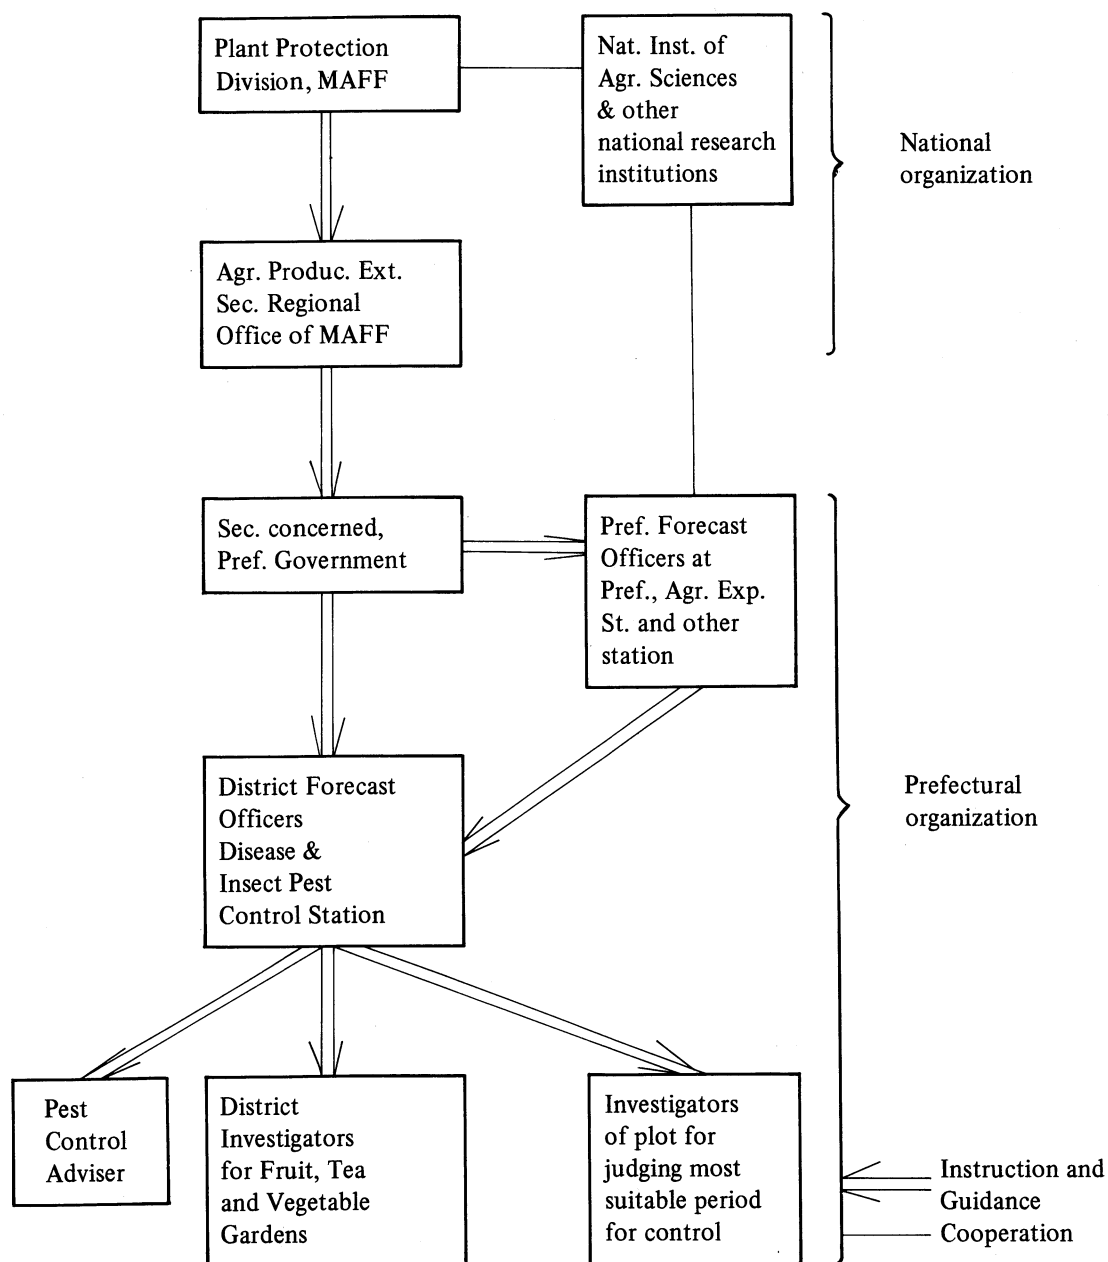 Plant Protection
Division, MAFF
Nat. Inst. of
Agr. Sciences
& other
national research
institutions
National
organization
Agr. Produc. Ext.
Sec. Regional
Office of MAFF
Sec. concerned,
Pref. Government
Pref. Forecast
Officers at
Pref., Agr. Exp.
St. and other
station
District Forecast
Officers
Disease &
Insect Pest
Control Station
Prefectural
organization
Pest
Control
Adviser
District
Investigators
for Fruit, Tea
and Vegetable
Gardens
Investigators
of plot for
judging most
suitable period
for control
Instruction and
Guidance
Cooperation